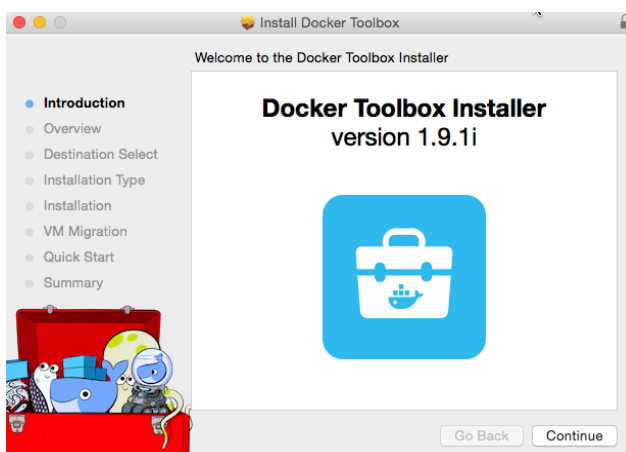 Install Docker Toolbox
Welcome to the Docker Toolbox Installer
Introduction
Overview
Destination Select
Installation Type
Installation
VM Migration
Quick Start
Summary
Docker Toolbox Installer
version 1.9.1i
Go Back
Continue